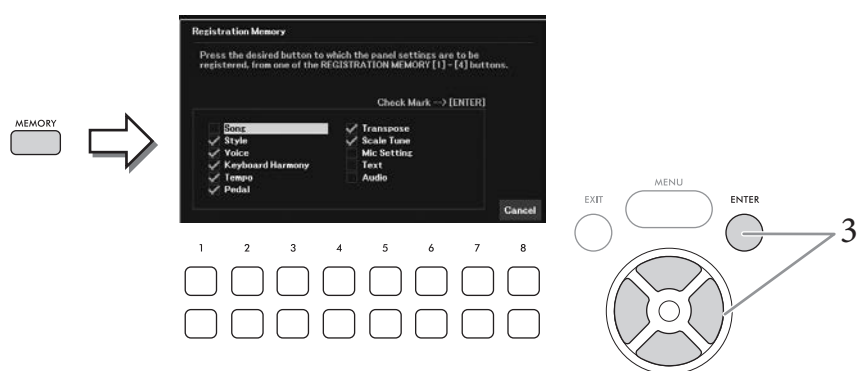 Registration Memory
Press the desired button to which the panel settings are to be
registered, from one of the REGISTRATION MEMORY [1] - [4] buttons.
Check Mark --> [ENTER]
MEMORY
Song
Style
Voice
Keyboard Harmony
Tempo
Pedal
Transpose
Scale Tune
Mic Setting
Text
Audio
Cancel
MENU
EXIT
ENTER
3
1 2 3 4 5 6 7 8